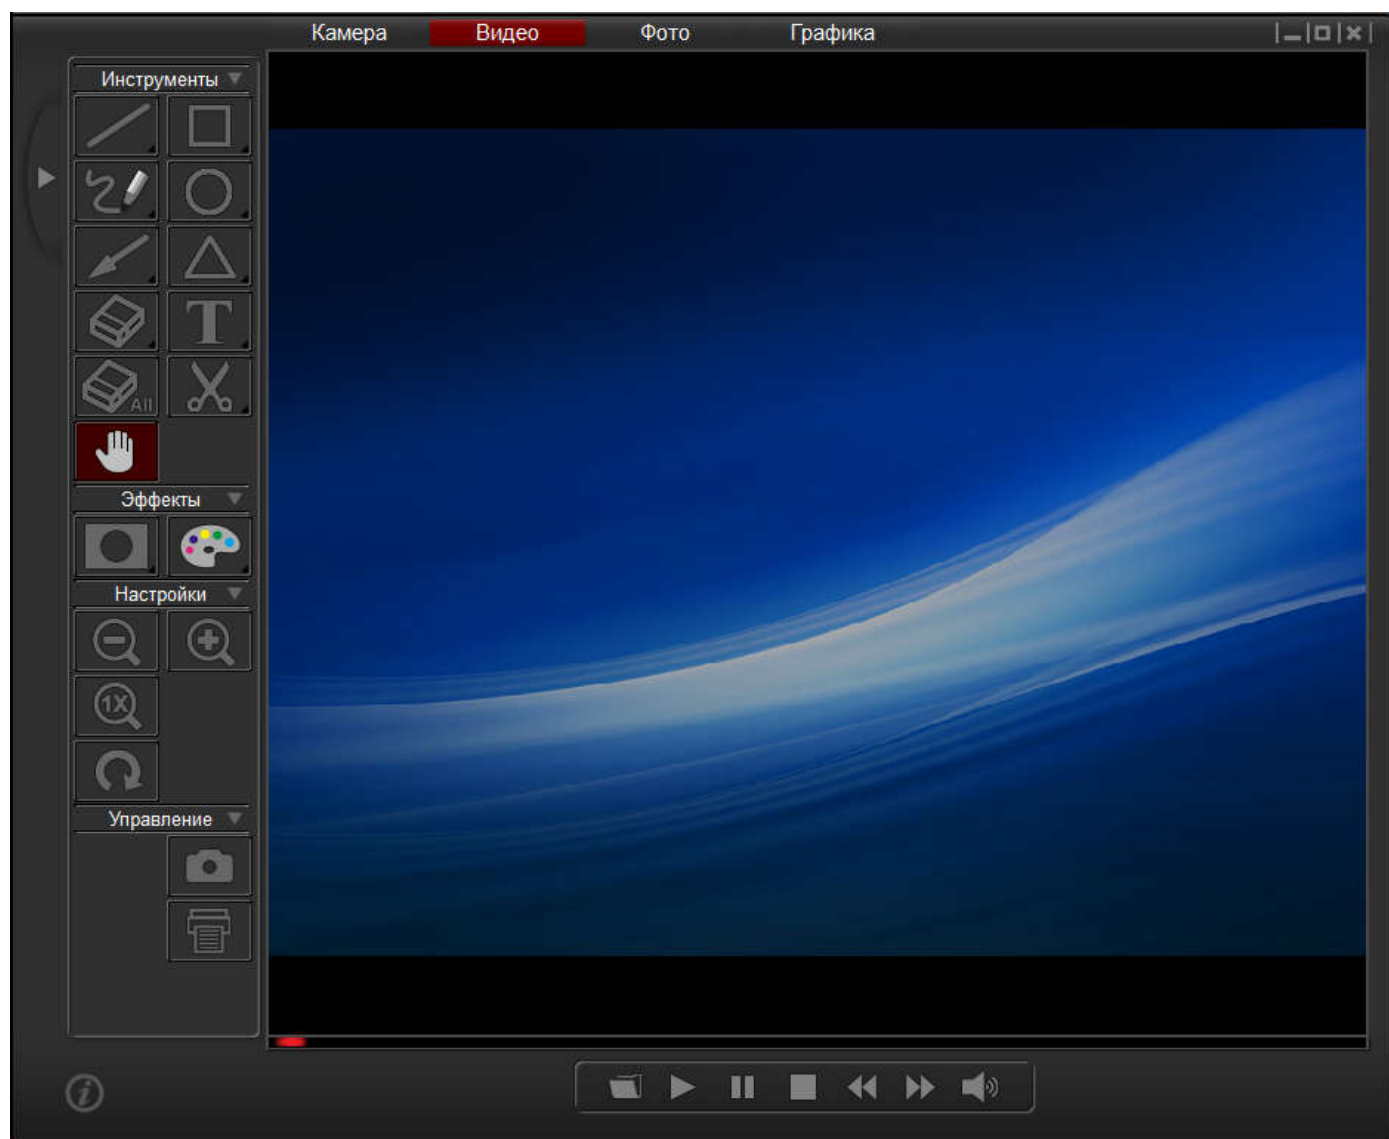 Камера Видео Фото Графика
Инструменты
T
All
Эффекты
Настройки
1X
Управление
i